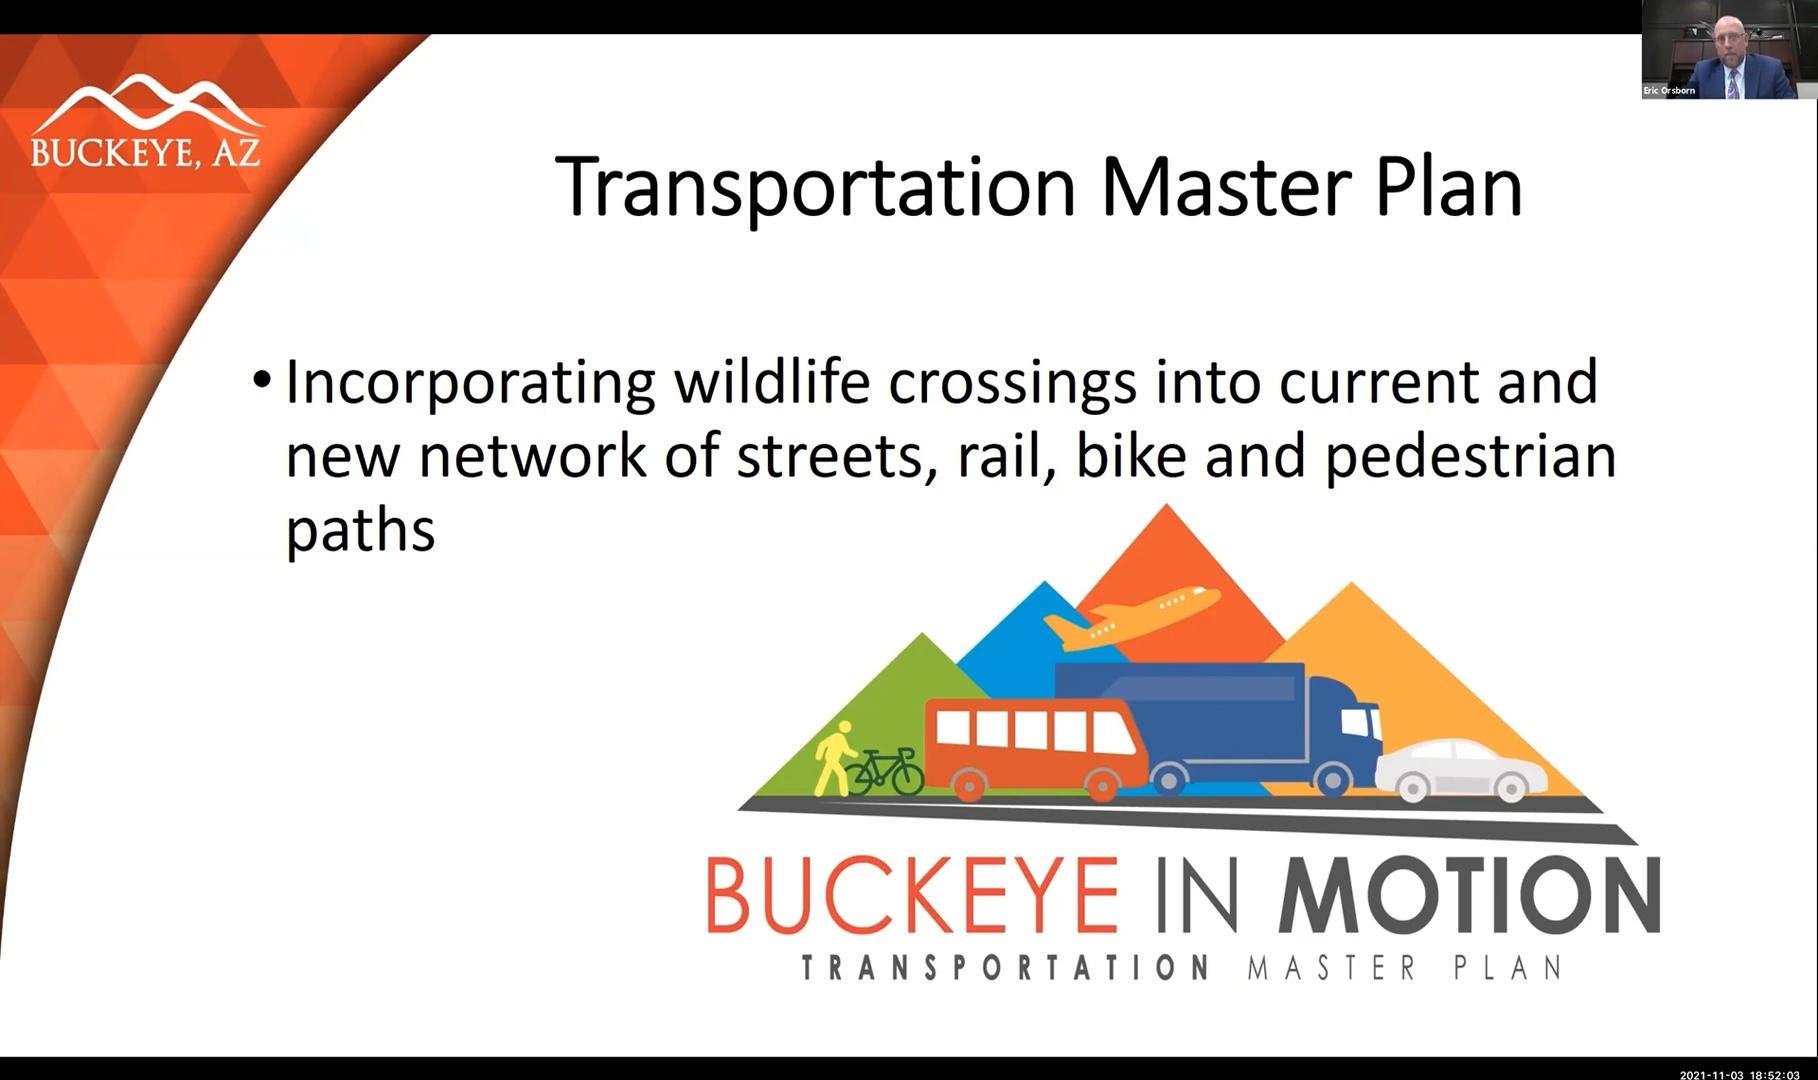 Eric Orsborn
BUCKEYE, AZ
Transportation Master Plan
• Incorporating wildlife crossings into current and
new network of streets, rail, bike and pedestrian
paths
BUCKEYE IN MOTION
TRANSPORTATION MASTER PLAN
2021-11-03 18:52:03